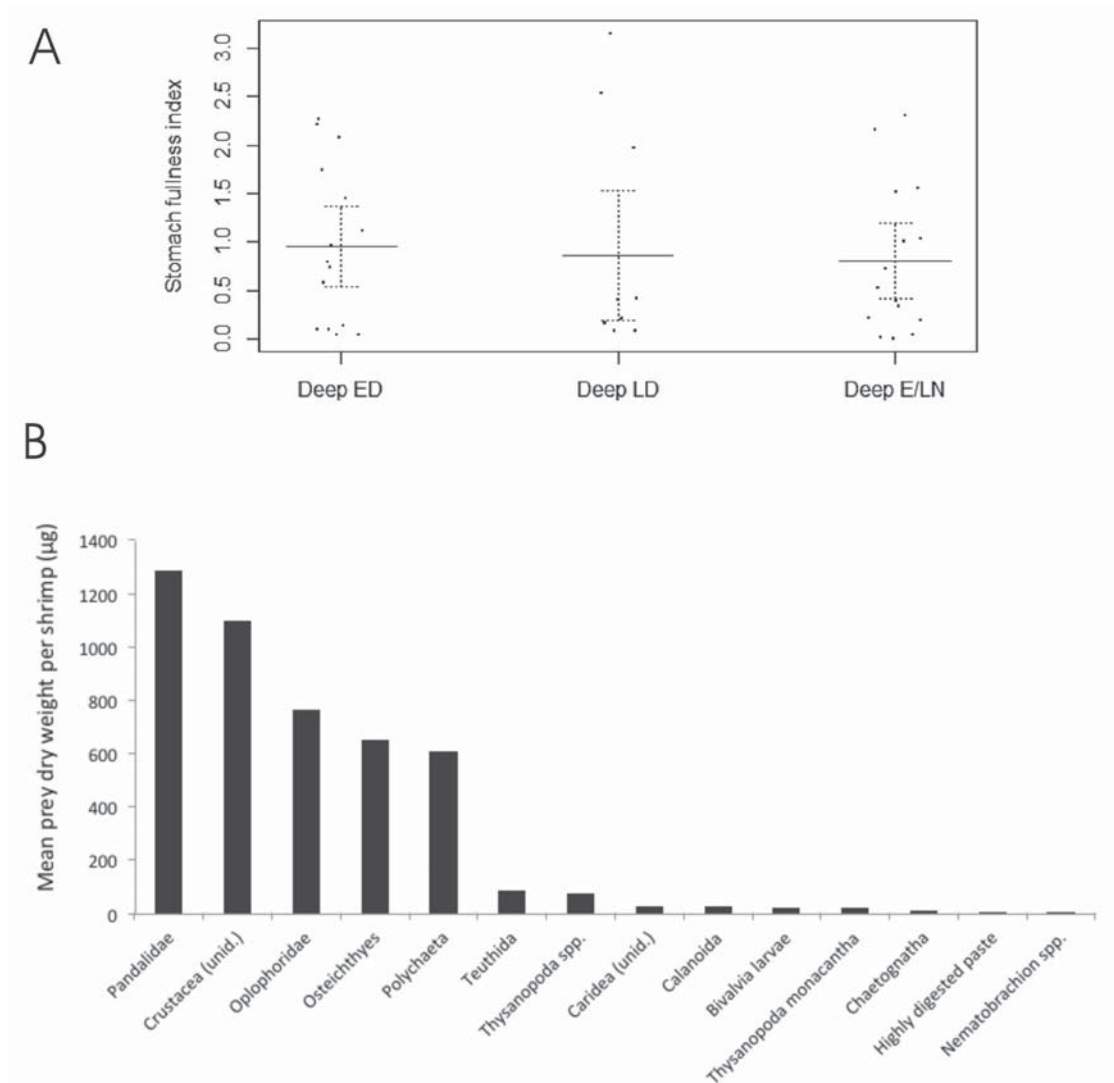 A
Stomach fullness index
3.0
2.5
2.0
1.5
1.0
0.5
0.0
Deep ED Deep LD Deep E/LN
B
Mean prey dry weight per shrimp (µg)
1400
1200
1000
800
600
400
200
0
Pandalidae
Crustacea (unid.)
Oplophoridae
Osteichthyes
Polychaeta
Teuthida
Thysanopoda spp.
Caridea (unid.)
Calanoida
Bivalvia larvae
Thysanopoda monacantha
Chaetognatha
Highly digested paste
Nematobrachion spp.